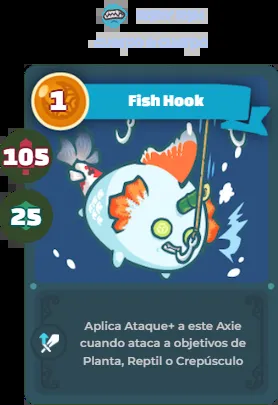 1
Fish Hook
105
25
Aplica Ataque+ a este Axie
cuando ataca a objetivos de
Planta, Reptil o Crepúsculo